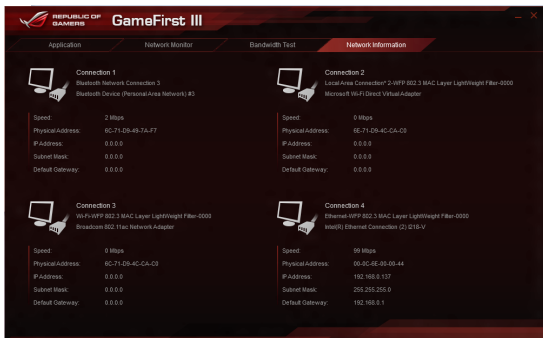 REPUBLIC OF
GAMERS
GameFirst III
Application
Network Monitor
Bandwidth Test
Network Information
Connection 1
Bluetooth Network Connection 3
Bluetooth Device (Personal Area Network) #3
Speed: 2 Mbps
Physical Address: 6C-71-D9-49-7A-F7
IP Address: 0.0.0.0
Subnet Mask: 0.0.0.0
Default Gateway: 0.0.0.0
Connection 2
Local Area Connection* 2-WFP 802.3 MAC Layer LightWeight Filter-0000
Microsoft Wi-Fi Direct Virtual Adapter
Speed: 0 Mbps
Physical Address: 6E-71-D9-4C-CA-C0
IP Address: 0.0.0.0
Subnet Mask: 0.0.0.0
Default Gateway: 0.0.0.0
Connection 3
Wi-Fi-WFP 802.3 MAC Layer LightWeight Filter-0000
Broadcom 802.11ac Network Adapter
Speed: 0 Mbps
Physical Address: 6C-71-D9-4C-CA-C0
IP Address: 0.0.0.0
Subnet Mask: 0.0.0.0
Default Gateway: 0.0.0.0
Connection 4
Ethernet-WFP 802.3 MAC Layer LightWeight Filter-0000
Intel(R) Ethernet Connection (2) I218-V
Speed: 99 Mbps
Physical Address: 00-0C-6E-00-00-44
IP Address: 192.168.0.137
Subnet Mask: 255.255.255.0
Default Gateway: 192.168.0.1